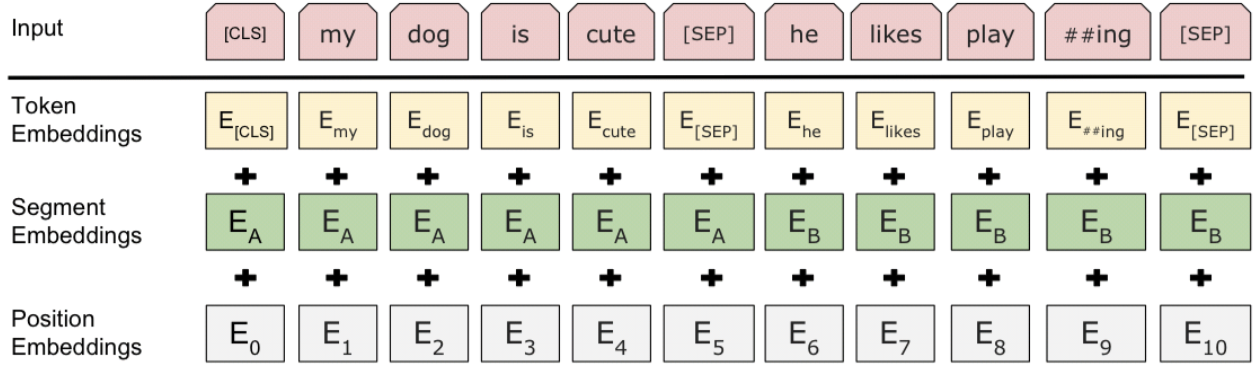 Input [CLS] my dog is cute [SEP] he likes play ##ing [SEP]
Token
Embeddings
E[CLS] Emy Edog Eis Ecute E[SEP] Ehe Elikes Eplay E##ing E[SEP]
+ + + + + + + + + + +
Segment
Embeddings
EA EA EA EA EA EA EB EB EB EB EB
+ + + + + + + + + + +
Position
Embeddings
E0 E1 E2 E3 E4 E5 E6 E7 E8 E9 E10